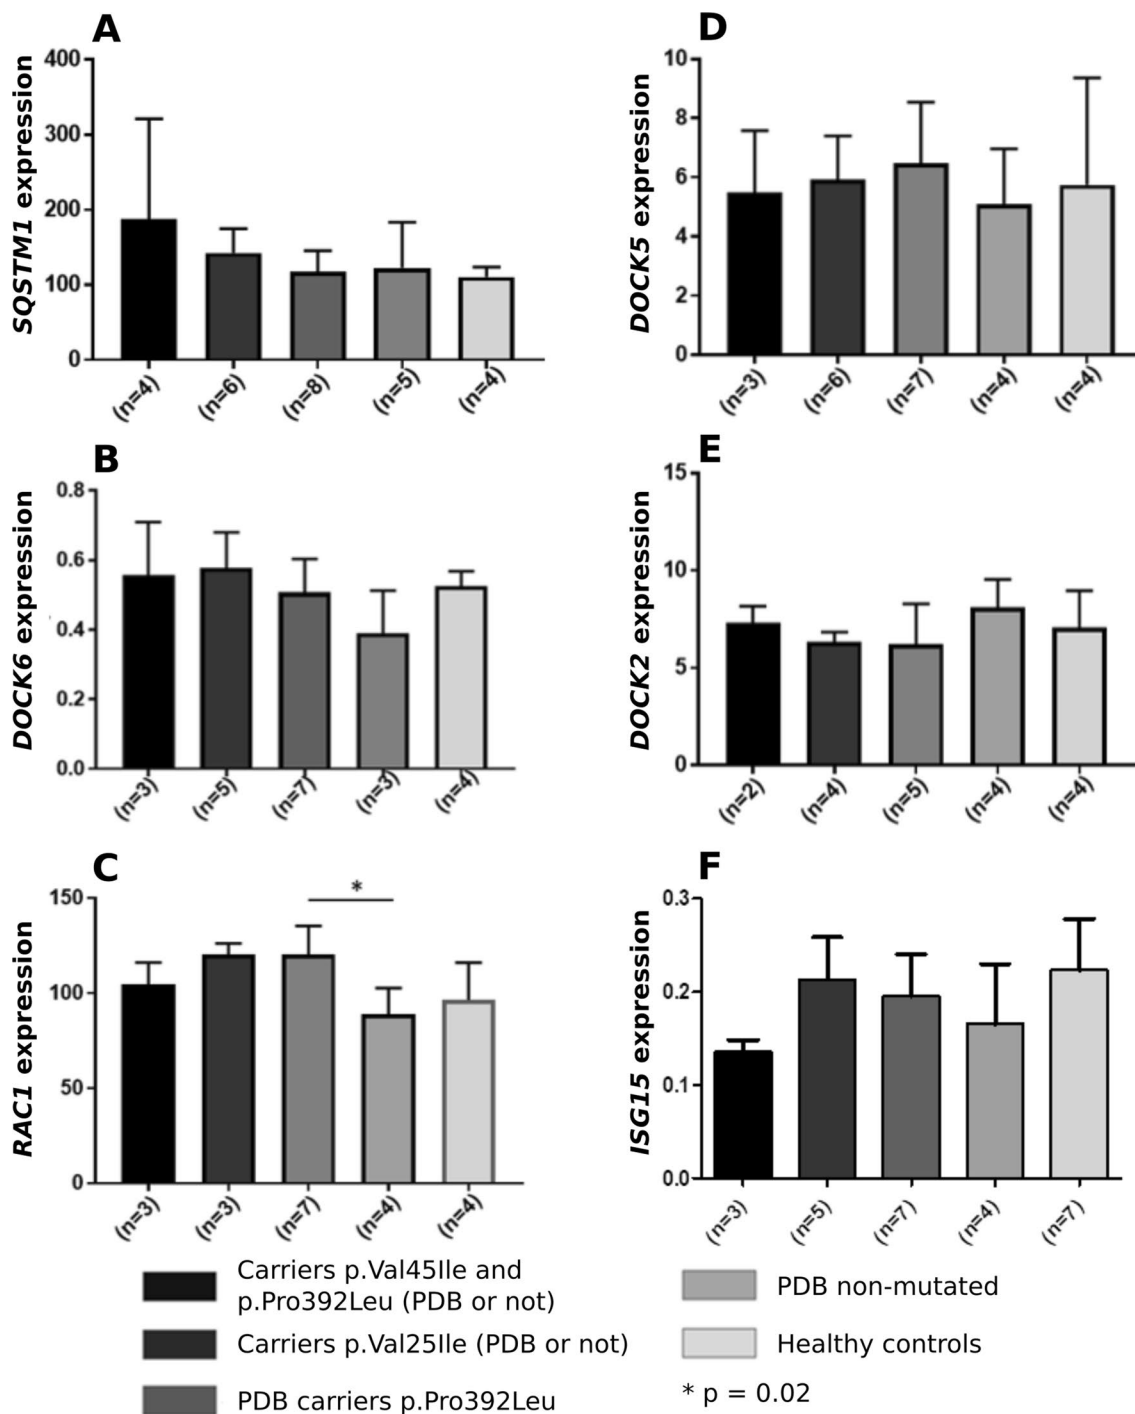 A
SQSTM1 expression
400
300
200
100
0
(n=4)
(n=6)
(n=8)
(n=5)
(n=4)
D
DOCK5 expression
10
8
6
4
2
0
(n=3)
(n=6)
(n=7)
(n=4)
(n=4)
B
DOCK6 expression
0.8
0.6
0.4
0.2
0.0
(n=3)
(n=5)
(n=7)
(n=3)
(n=4)
E
DOCK2 expression
15
10
5
0
(n=2)
(n=4)
(n=5)
(n=4)
(n=4)
C
RAC1 expression
150
100
50
0
*
(n=3)
(n=3)
(n=7)
(n=4)
(n=4)
F
ISG15 expression
0.3
0.2
0.1
0.0
(n=3)
(n=5)
(n=7)
(n=4)
(n=7)
Carriers p.Val45Ile and
p.Pro392Leu (PDB or not)
Carriers p.Val25Ile (PDB or not)
PDB carriers p.Pro392Leu
PDB non-mutated
Healthy controls
* p = 0.02